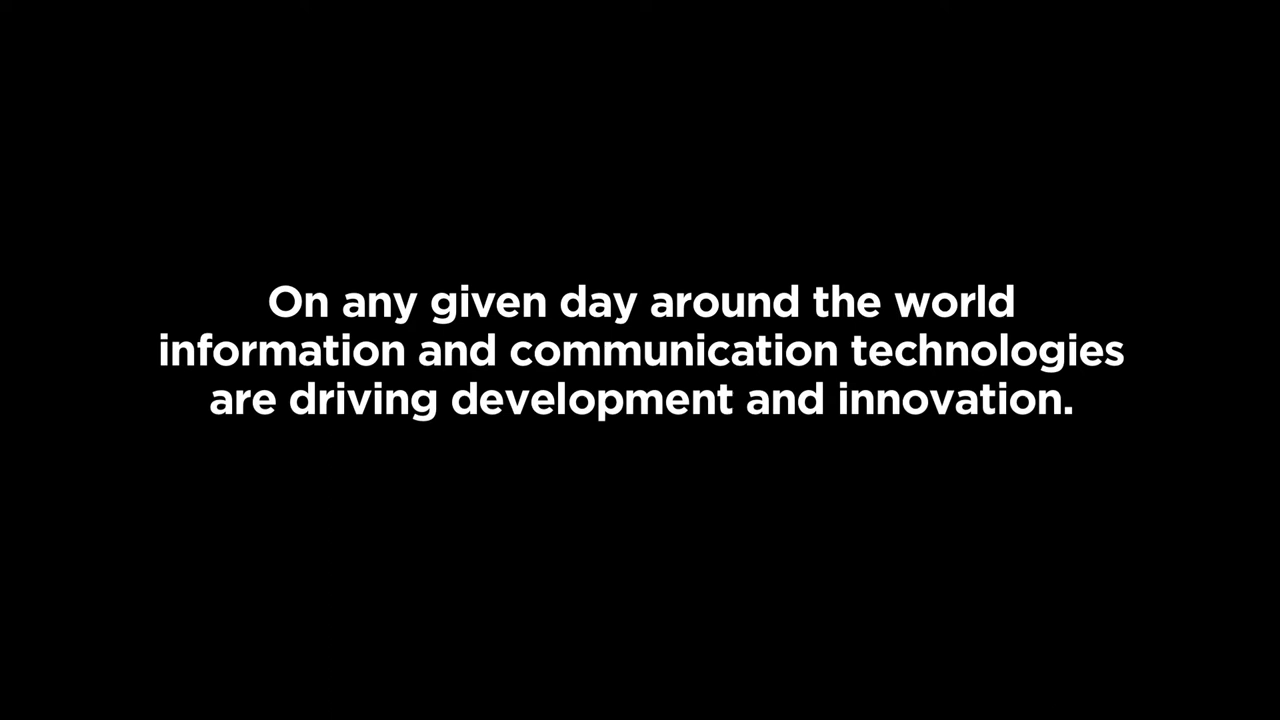 On any given day around the world
information and communication technologies
are driving development and innovation.